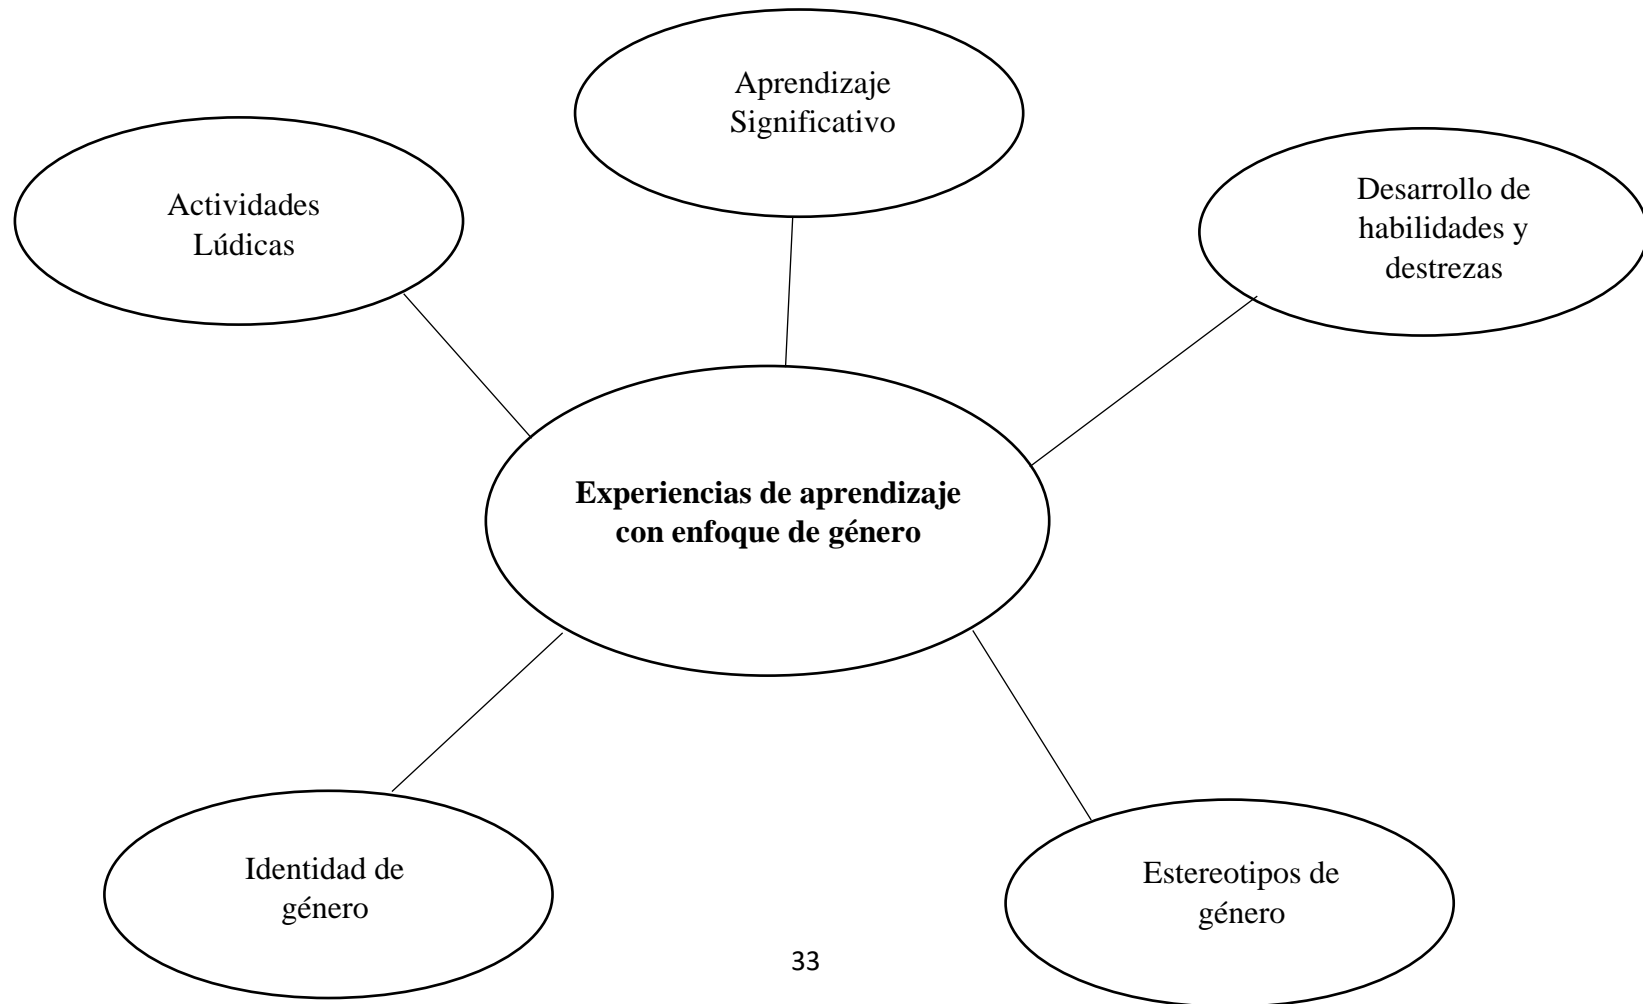 Aprendizaje
Significativo
Actividades
Lúdicas
Desarrollo de
habilidades y
destrezas
Experiencias de aprendizaje
con enfoque de género
Identidad de
género
Estereotipos de
género
33